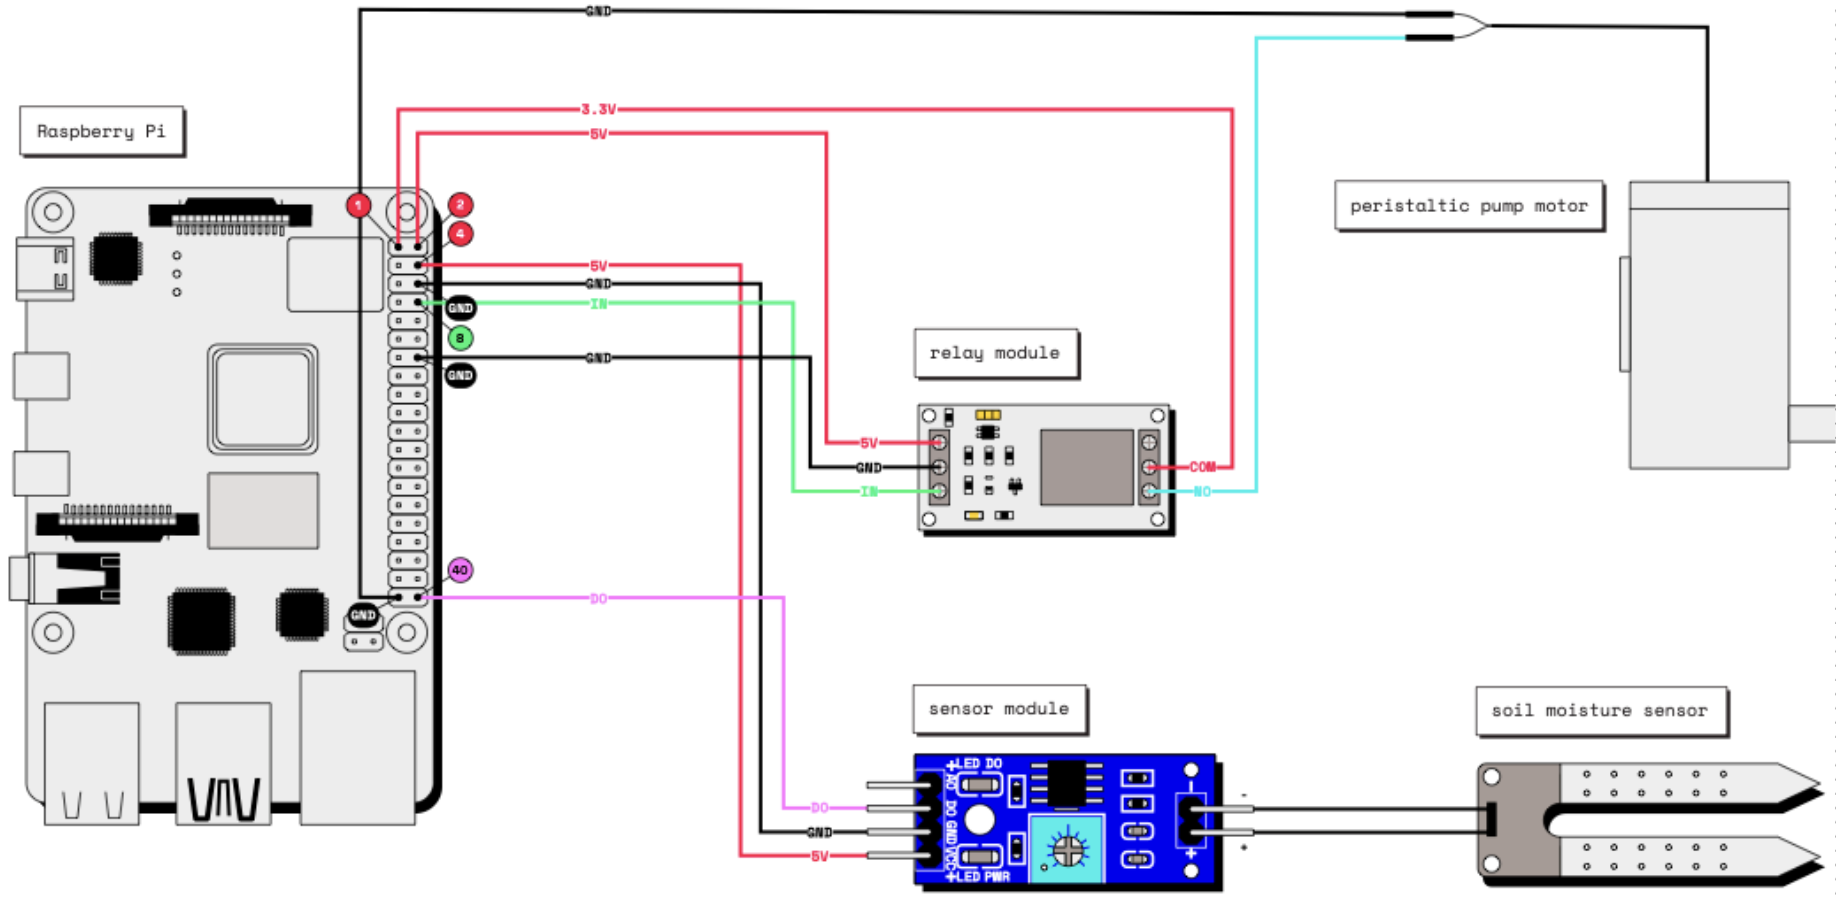 GND
3.3V
5V
Raspberry Pi
1
2
4
peristaltic pump motor
5V
GND
IN
GND
8
GND
GND
relay module
5V
GND
IN
COM
NO
40
DO
GND
sensor module
soil moisture sensor
+LED DO
AO
DO
GND
VCC
+LED PWR
DO
GND
5V
-
+
-
+